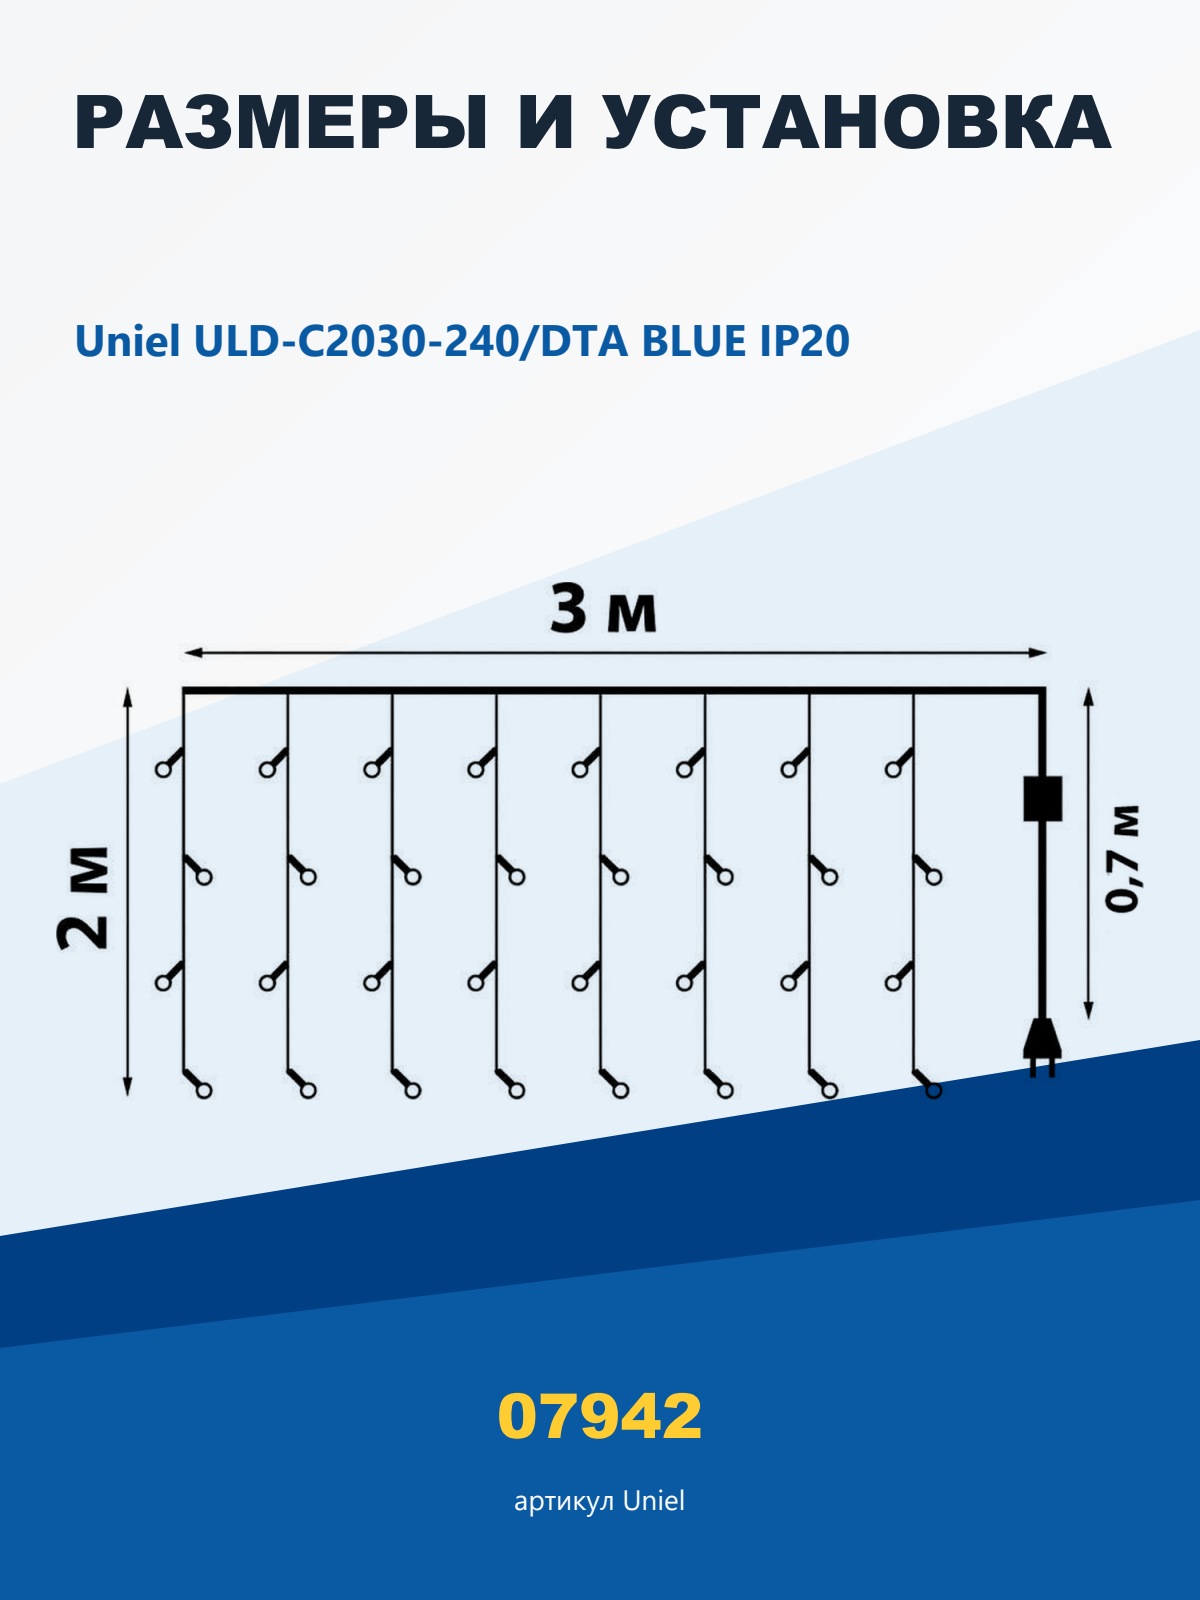 РАЗМЕРЫ И УСТАНОВКА
Uniel ULD-C2030-240/DTA BLUE IP20
3 м
2 м
0,7 м
07942
артикул Uniel